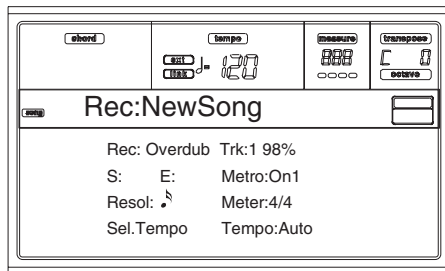 chord tempo measure transpose
ext link ♩= 120 888 C 0
octave
song Rec:NewSong
Rec: Overdub Trk:1 98%
S: E: Metro:On1
Resol: Meter:4/4
Sel.Tempo Tempo:Auto